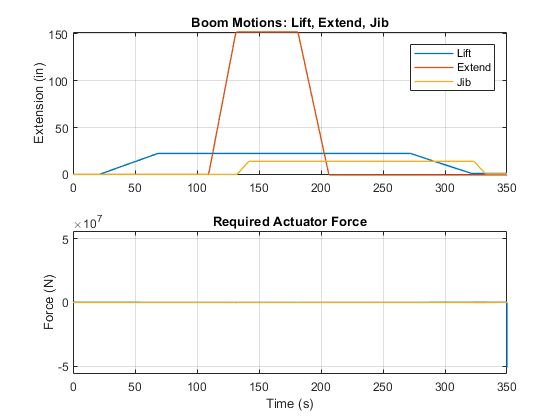 Boom Motions: Lift, Extend, Jib
150
100
50
0
Extension (in)
Lift
Extend
Jib
0 50 100 150 200 250 300 350
Required Actuator Force
×10^7
5
0
-5
Force (N)
0 50 100 150 200 250 300 350
Time (s)